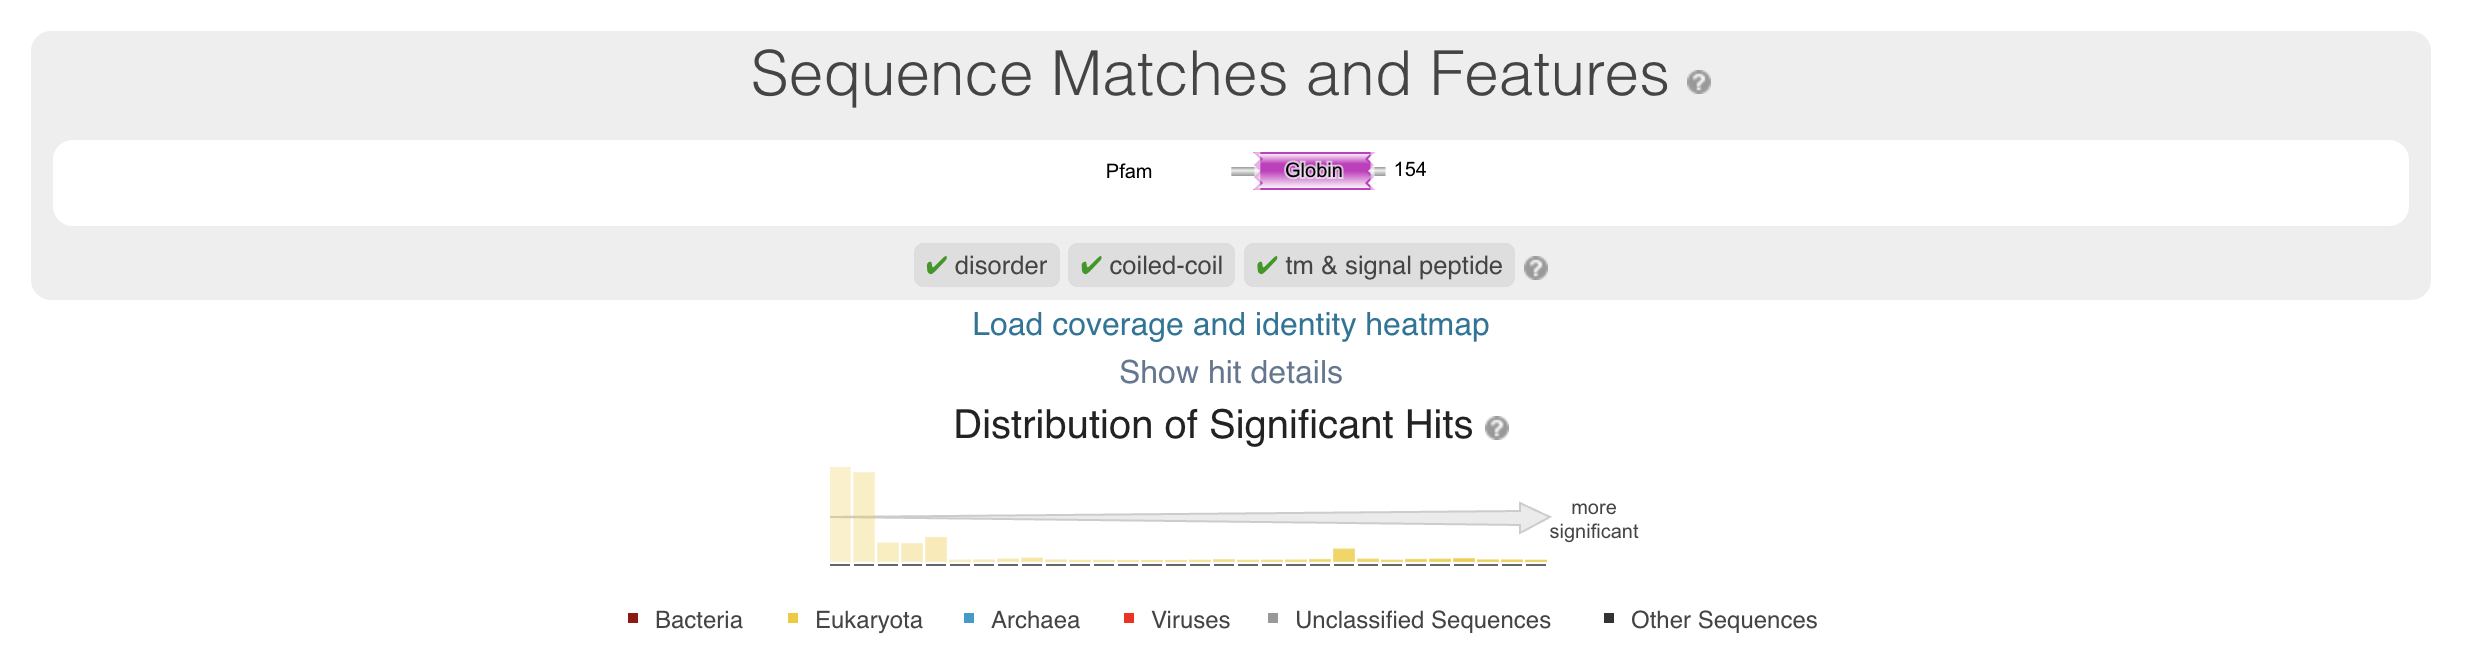 Sequence Matches and Features ?
Pfam Globin 154
✔ disorder ✔ coiled-coil ✔ tm & signal peptide ?
Load coverage and identity heatmap
Show hit details
Distribution of Significant Hits ?
more
significant
Bacteria Eukaryota Archaea Viruses Unclassified Sequences Other Sequences